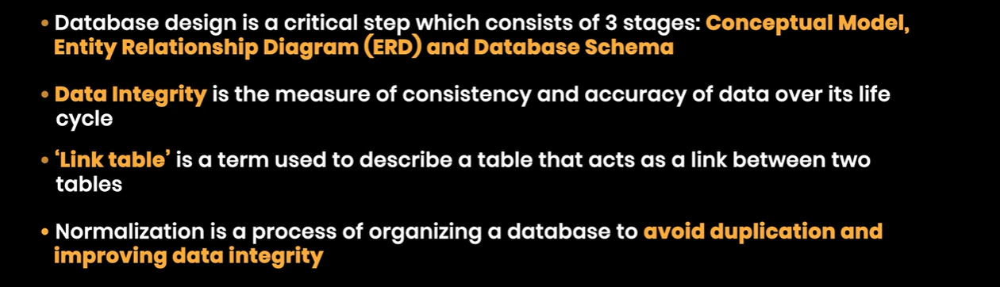 • Database design is a critical step which consists of 3 stages: Conceptual Model,
Entity Relationship Diagram (ERD) and Database Schema
• Data Integrity is the measure of consistency and accuracy of data over its life
cycle
• ‘Link table’ is a term used to describe a table that acts as a link between two
tables
• Normalization is a process of organizing a database to avoid duplication and
improving data integrity